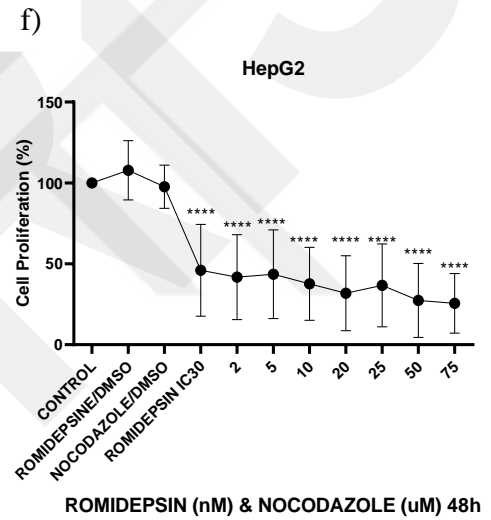 f)
HepG2
Cell Proliferation (%)
150
100
50
0
****
****
****
****
****
****
****
****
CONTROL
ROMIDEPSINE/DMSO
NOCODAZOLE/DMSO
ROMIDEPSIN IC30
2
5
10
20
25
50
75
ROMIDEPSIN (nM) & NOCODAZOLE (uM) 48h